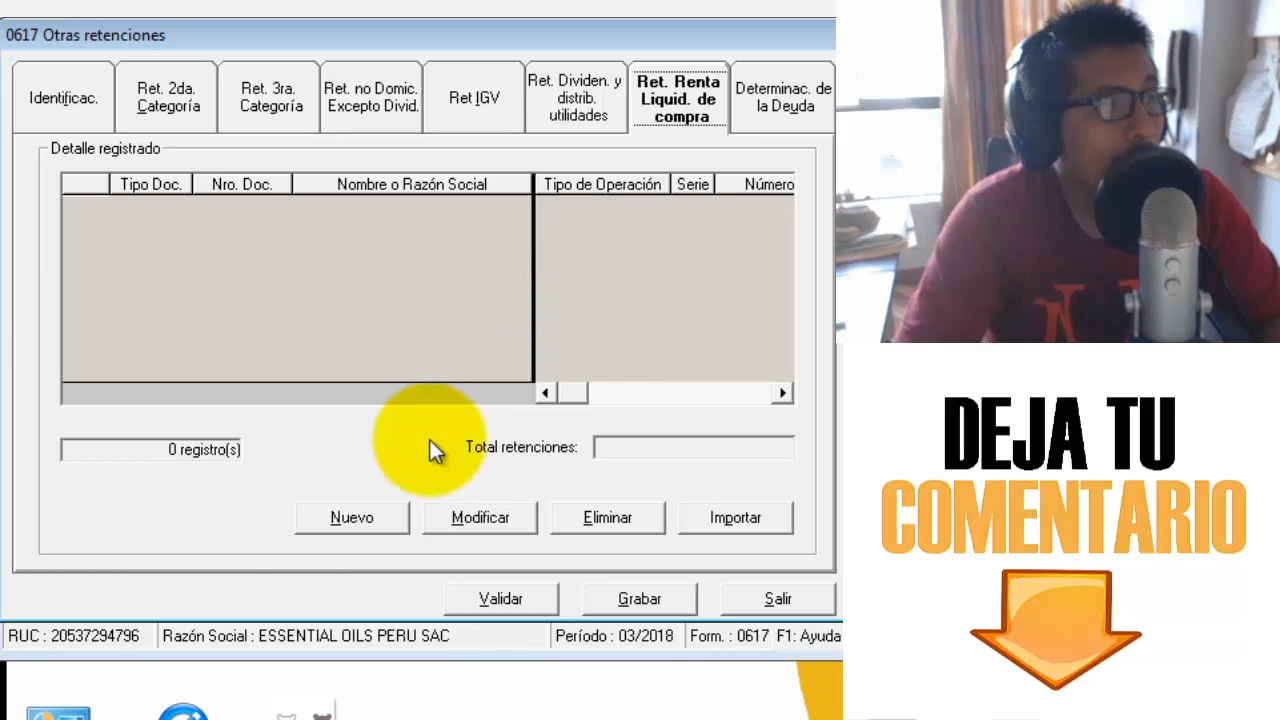 0617 Otras retenciones
Identificac.
Ret. 2da.
Categoría
Ret. 3ra.
Categoría
Ret. no Domic.
Excepto Divid.
Ret IGV
Ret. Dividen. y
distrib.
utilidades
Ret. Renta
Liquid. de
compra
Determinac. de
la Deuda
Detalle registrado
Tipo Doc. Nro. Doc. Nombre o Razón Social Tipo de Operación Serie Número
0 registro(s)
Total retenciones:
Nuevo Modificar Eliminar Importar
Validar Grabar Salir
RUC : 20537294796 Razón Social : ESSENTIAL OILS PERU SAC Período : 03/2018 Form. : 0617 F1: Ayuda
DEJA TU
COMENTARIO